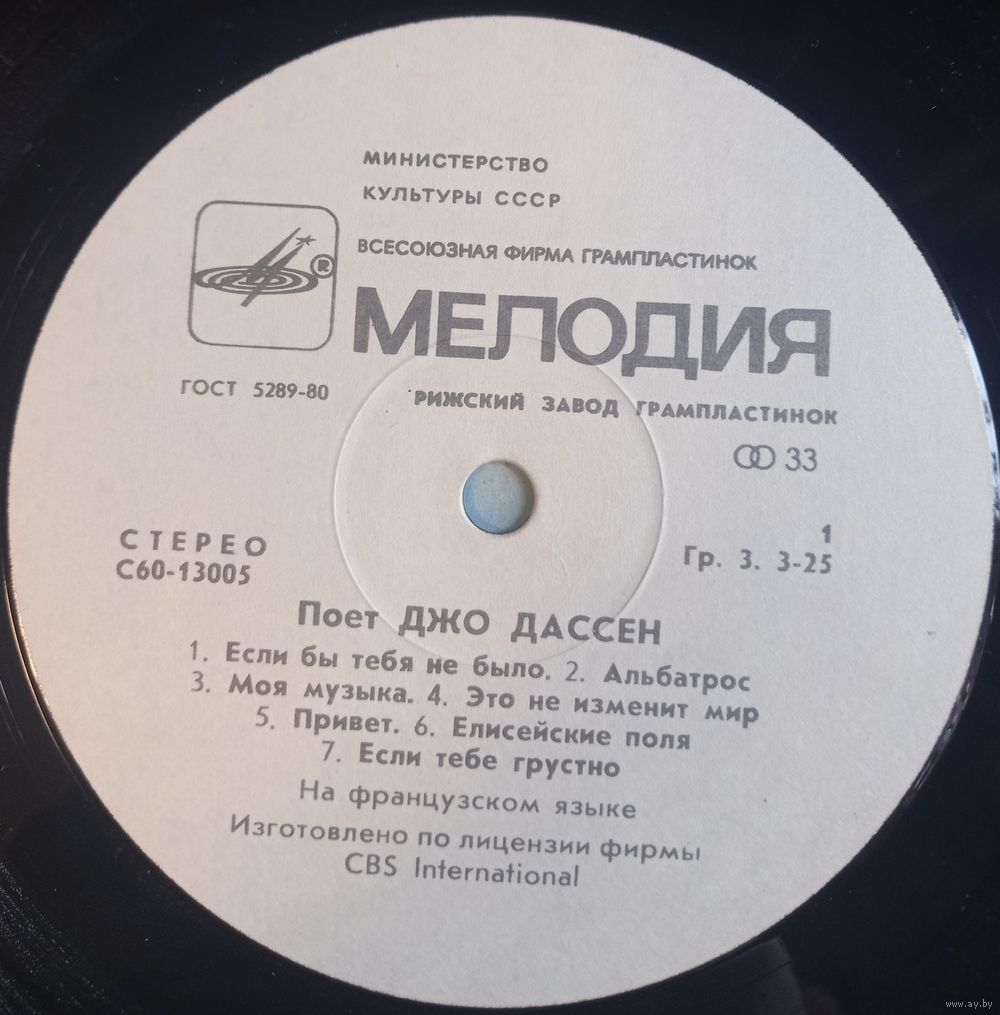 МИНИСТЕРСТВО
КУЛЬТУРЫ СССР
ВСЕСОЮЗНАЯ ФИРМА ГРАМПЛАСТИНОК
®
МЕЛОДИЯ
ГОСТ 5289-80
РИЖСКИЙ ЗАВОД ГРАМПЛАСТИНОК
33
СТЕРЕО
С60-13005
1
Гр. 3. 3-25
Поет ДЖО ДАССЕН
1. Если бы тебя не было. 2. Альбатрос
3. Моя музыка. 4. Это не изменит мир
5. Привет. 6. Елисейские поля
7. Если тебе грустно
На французском языке
Изготовлено по лицензии фирмы
CBS International
www.ay.by